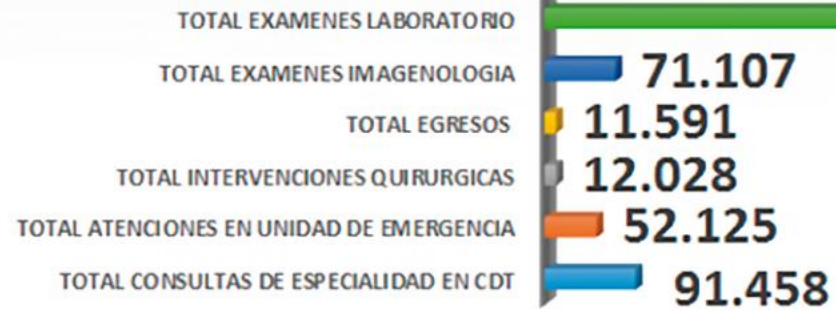 TOTAL EXAMENES LABORATORIO
TOTAL EXAMENES IMAGENOLOGIA 71.107
TOTAL EGRESOS 11.591
TOTAL INTERVENCIONES QUIRURGICAS 12.028
TOTAL ATENCIONES EN UNIDAD DE EMERGENCIA 52.125
TOTAL CONSULTAS DE ESPECIALIDAD EN CDT 91.458